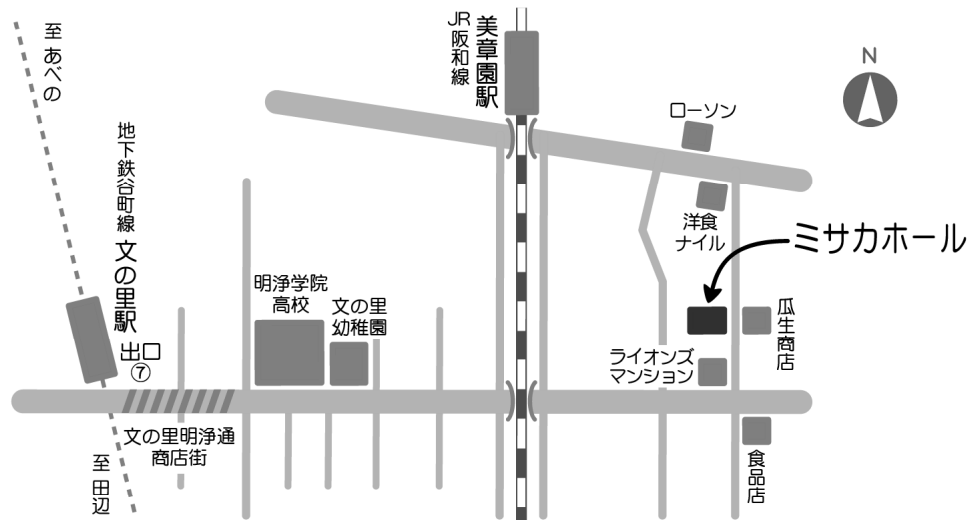 至 あべの
地下鉄谷町線 文の里駅
出口
⑦
文の里明浄通
商店街
至 田辺
明浄学院
高校
文の里
幼稚園
JR阪和線
美章園駅
N
ローソン
洋食
ナイル
ミサカホール
瓜生商店
ライオンズ
マンション
食品店